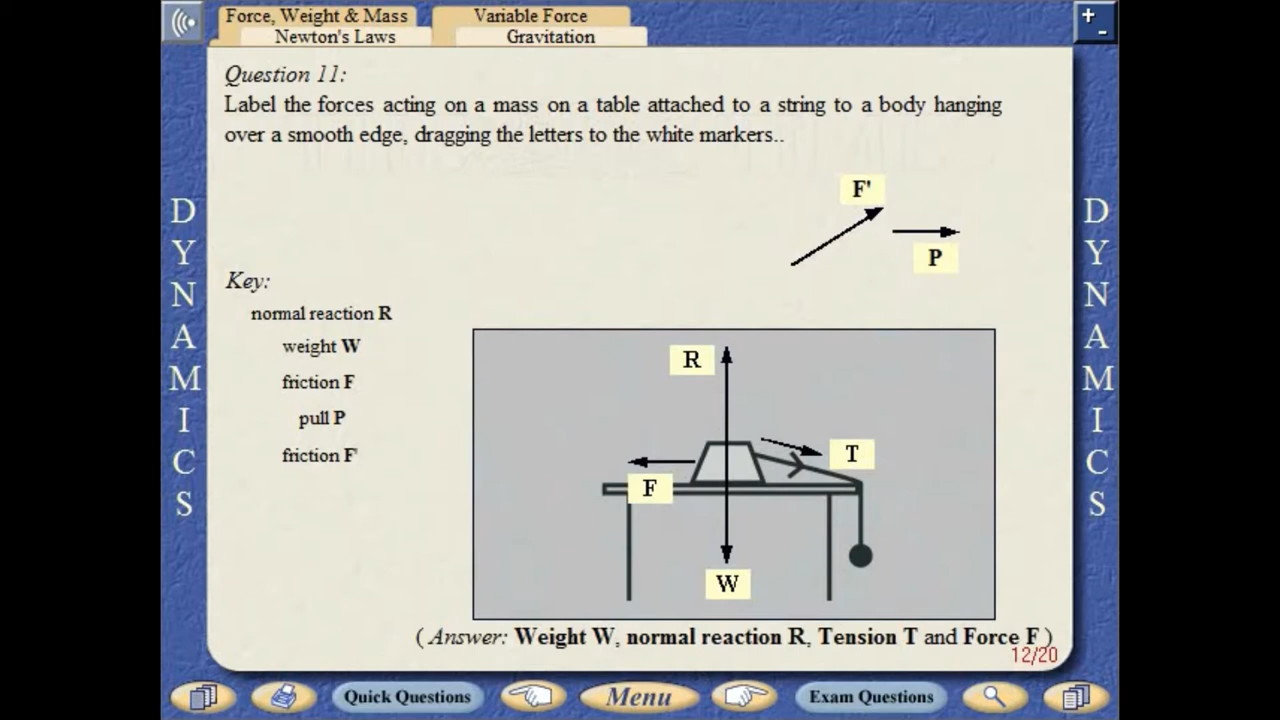 Force, Weight & Mass
Variable Force
Newton's Laws
Gravitation
+
-
Question 11:
Label the forces acting on a mass on a table attached to a string to a body hanging
over a smooth edge, dragging the letters to the white markers..
DYNAMICS
DYNAMICS
F'
P
Key:
normal reaction R
weight W
friction F
pull P
friction F'
R
T
F
W
( Answer: Weight W, normal reaction R, Tension T and Force F )
12/20
Quick Questions
Menu
Exam Questions